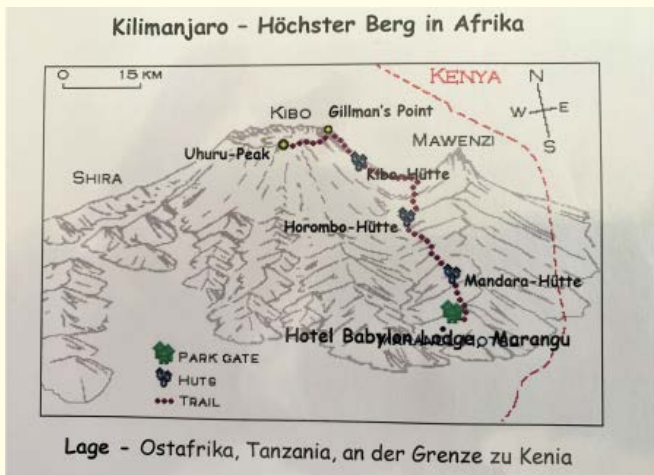 Kilimanjaro – Höchster Berg in Afrika
0 15 KM
KENYA
N
W E
S
KIBO
Gillman's Point
MAWENZI
Uhuru-Peak
Kibo-Hütte
SHIRA
Horombo-Hütte
Mandara-Hütte
Hotel Babylon Lodge, Marangu
PARK GATE
HUTS
TRAIL
Lage – Ostafrika, Tanzania, an der Grenze zu Kenia